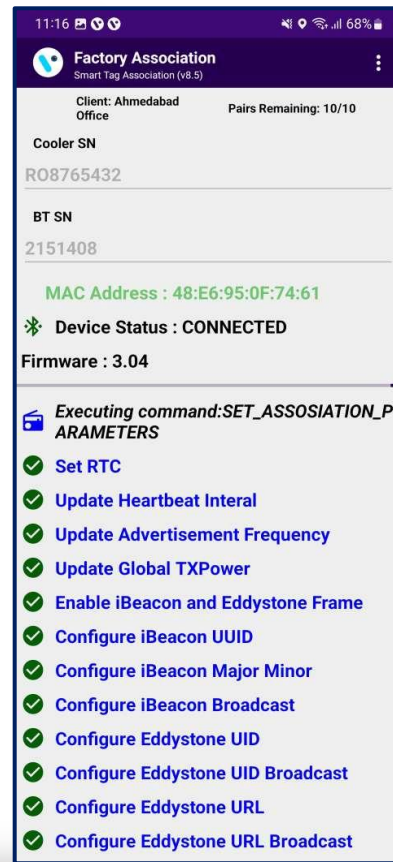 11:16 68%
Factory Association
Smart Tag Association (v8.5)
Client: Ahmedabad
Office
Pairs Remaining: 10/10
Cooler SN
RO8765432
BT SN
2151408
MAC Address : 48:E6:95:0F:74:61
Device Status : CONNECTED
Firmware : 3.04
Executing command:SET_ASSOSIATION_P
ARAMETERS
Set RTC
Update Heartbeat Interal
Update Advertisement Frequency
Update Global TXPower
Enable iBeacon and Eddystone Frame
Configure iBeacon UUID
Configure iBeacon Major Minor
Configure iBeacon Broadcast
Configure Eddystone UID
Configure Eddystone UID Broadcast
Configure Eddystone URL
Configure Eddystone URL Broadcast